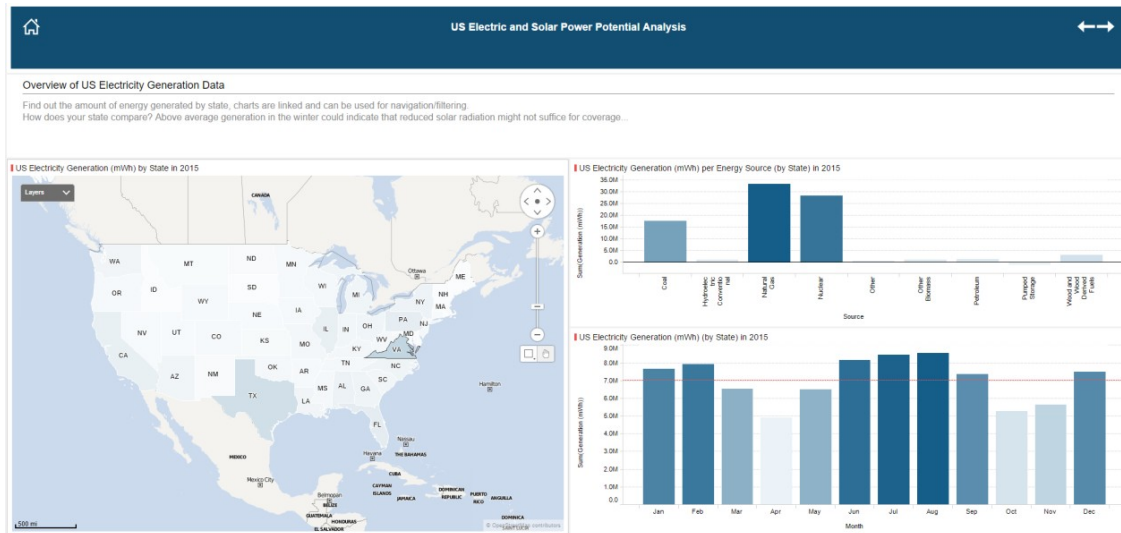 US Electric and Solar Power Potential Analysis
Overview of US Electricity Generation Data
Find out the amount of energy generated by state, charts are linked and can be used for navigation/filtering.
How does your state compare? Above average generation in the winter could indicate that reduced solar radiation might not suffice for coverage...
US Electricity Generation (mWh) by State in 2015
Layers
CANADA
WA
MT
ND
MN
OR
ID
WY
SD
WI
MI
Ottawa
ME
NH
NY
MA
NV
UT
CO
NE
IA
IL
IN
OH
PA
NJ
MD
WV
VA
KS
MO
KY
CA
AZ
NM
OK
AR
TN
NC
SC
TX
LA
MS
AL
GA
FL
Hamilton
MEXICO
Mexico City
Nassau
THE BAHAMAS
Havana
CUBA
CAYMAN
ISLANDS
JAMAICA
DOMINICAN
REPUBLIC
PUERTO
RICO
ANGUILLA
Belmopan
BELIZE
GUATEMALA
HONDURAS
EL SALVADOR
DOMINICA
SAINT LUCIA
500 mi
© OpenStreetMap contributors
US Electricity Generation (mWh) per Energy Source (by State) in 2015
Sum(Generation (mWh))
36.0M
30.0M
25.0M
20.0M
15.0M
10.0M
6.0M
0.0
Coal
Hydroelec
tric
Conventio
nal
Natural
Gas
Nuclear
Other
Other
Biomass
Petroleum
Pumped
Storage
Wood and
Wood
Derived
Fuels
Source
US Electricity Generation (mWh) (by State) in 2015
Sum(Generation (mWh))
9.0M
8.0M
7.0M
6.0M
5.0M
4.0M
3.0M
2.0M
1.0M
0.0
Jan
Feb
Mar
Apr
May
Jun
Jul
Aug
Sep
Oct
Nov
Dec
Month